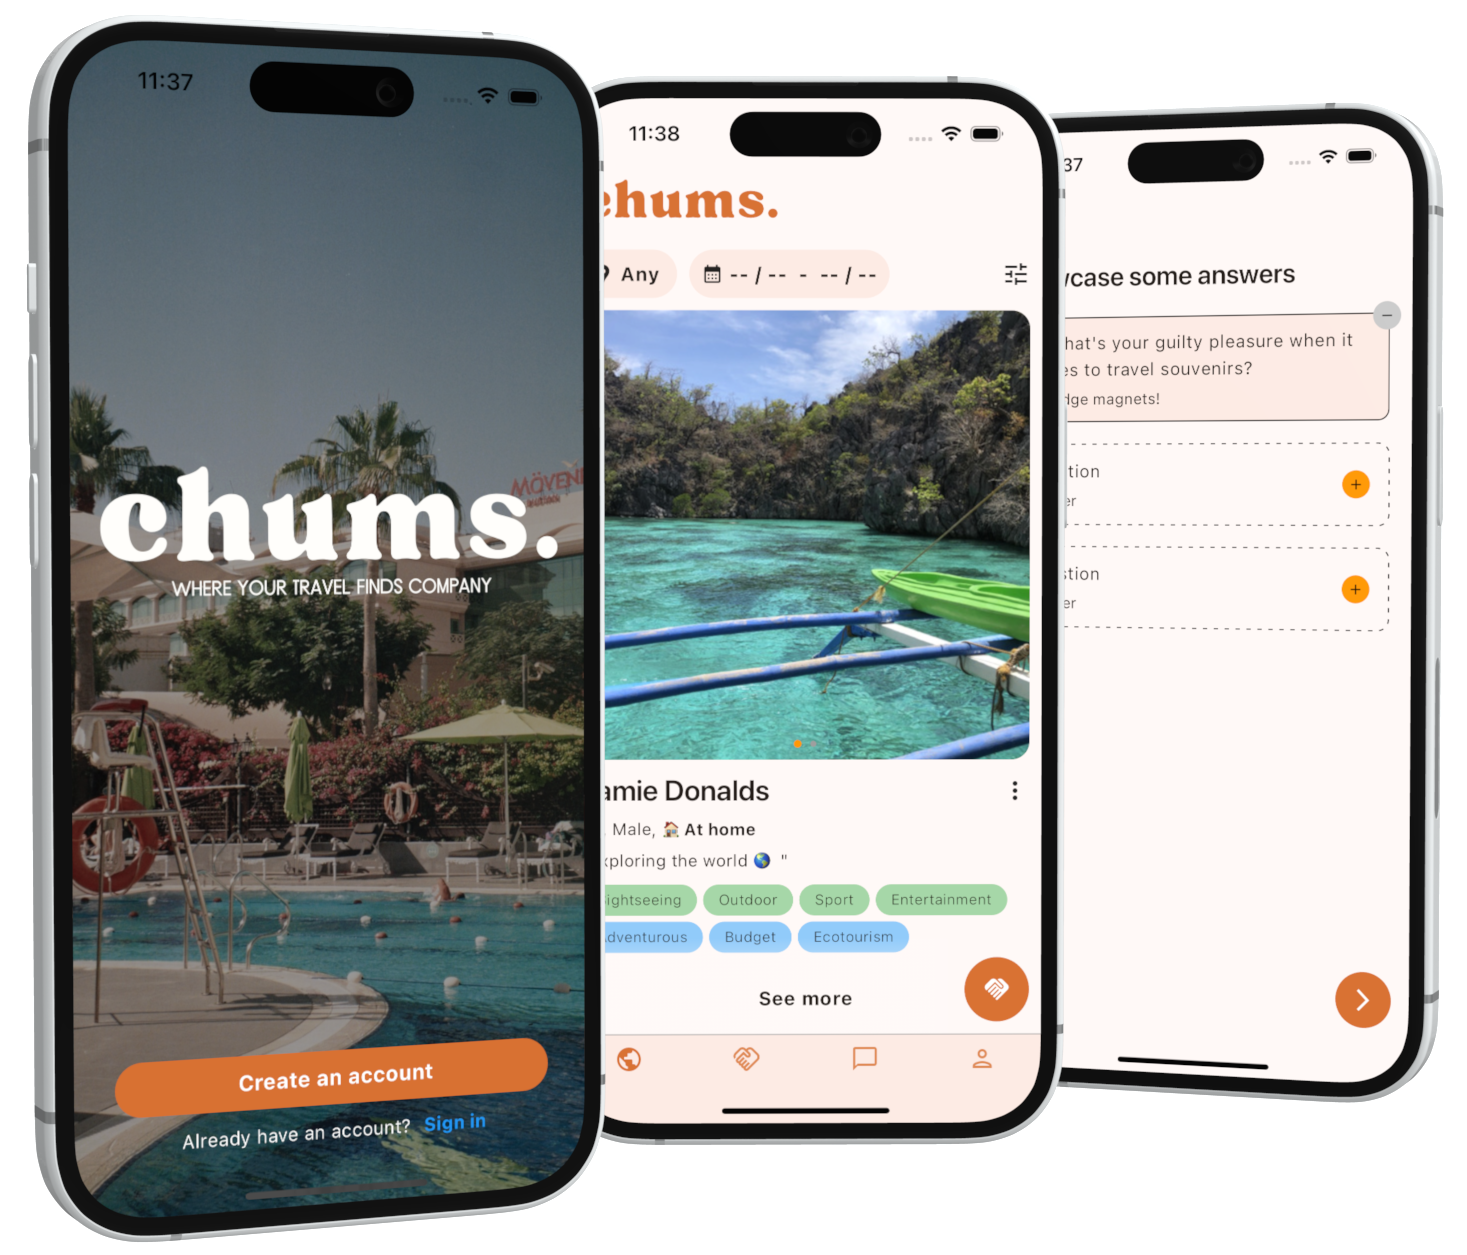 11:37
MÖVENPI
chums.
WHERE YOUR TRAVEL FINDS COMPANY
Create an account
Already have an account? Sign in
11:38
chums.
Any
-- / -- - -- / --
amie Donalds
Male, At home
xploring the world "
ightseeing Outdoor Sport Entertainment
dventurous Budget Ecotourism
See more
37
wcase some answers
hat's your guilty pleasure when it
es to travel souvenirs?
dge magnets!
tion
er
stion
er